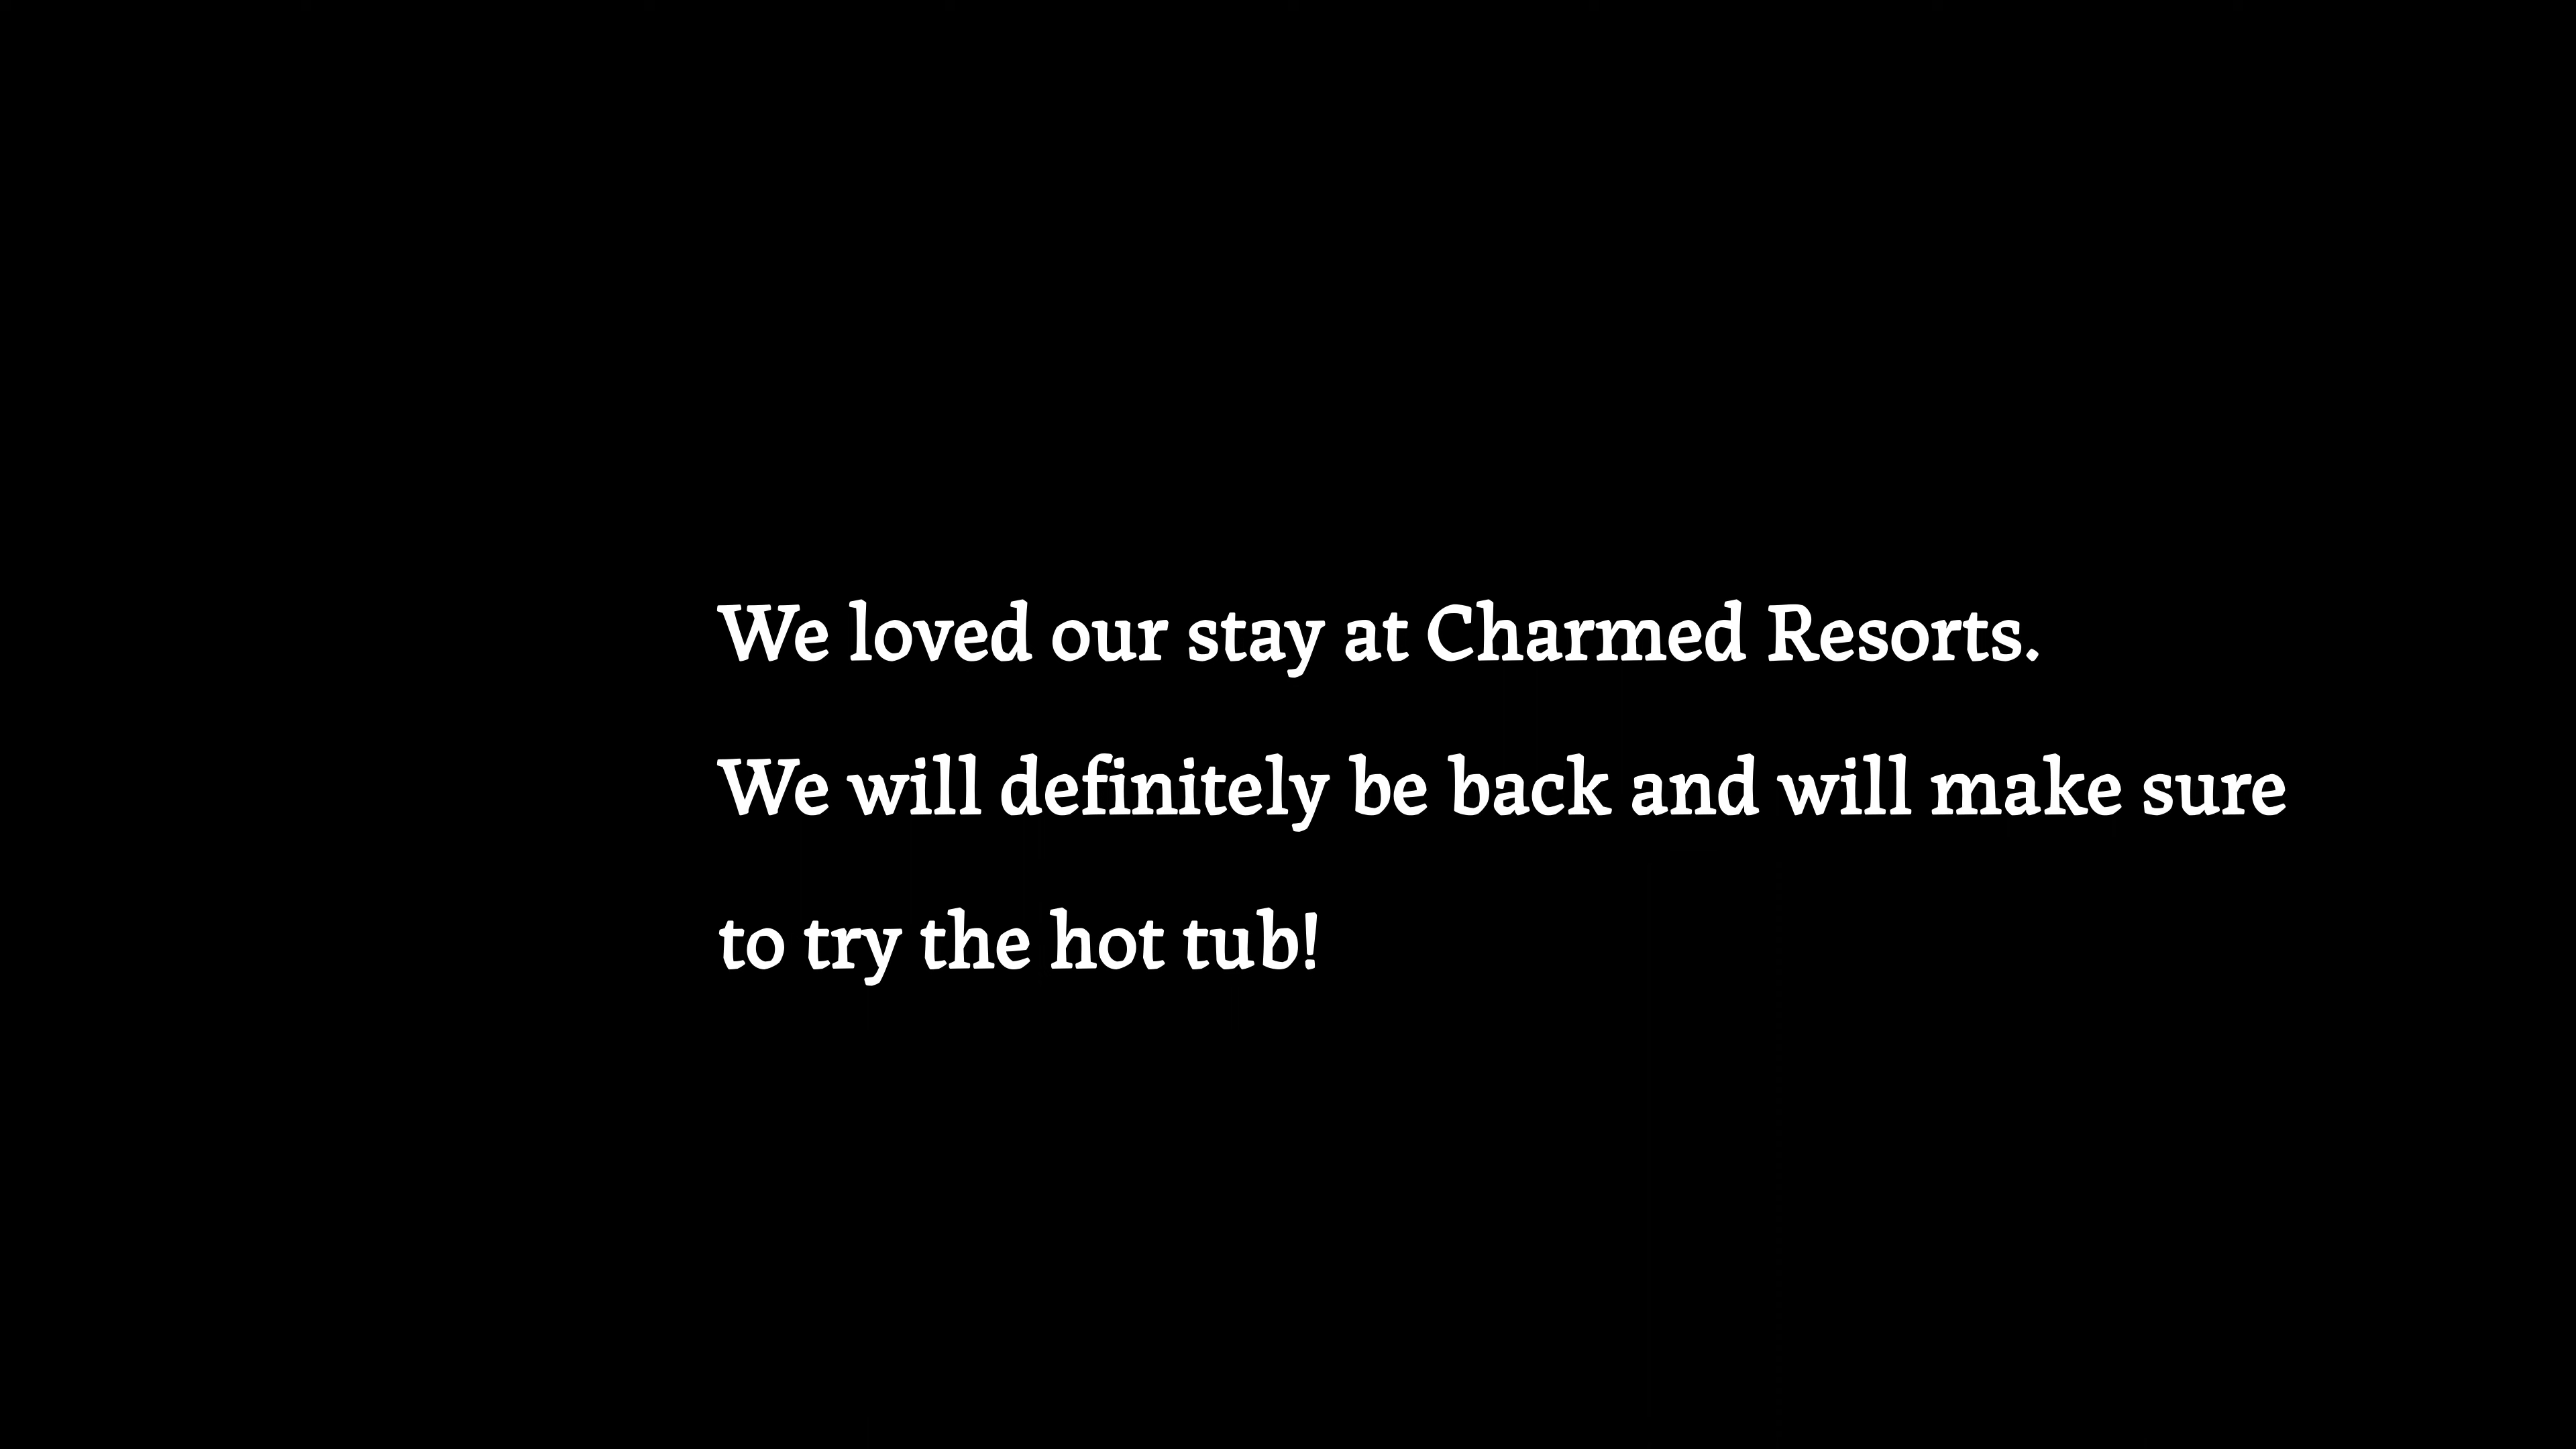 We loved our stay at Charmed Resorts.
We will definitely be back and will make sure
to try the hot tub!